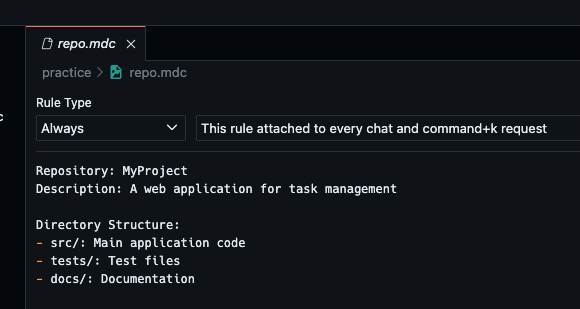 repo.mdc
practice > repo.mdc
Rule Type
Always
This rule attached to every chat and command+k request
Repository: MyProject
Description: A web application for task management
Directory Structure:
- src/: Main application code
- tests/: Test files
- docs/: Documentation